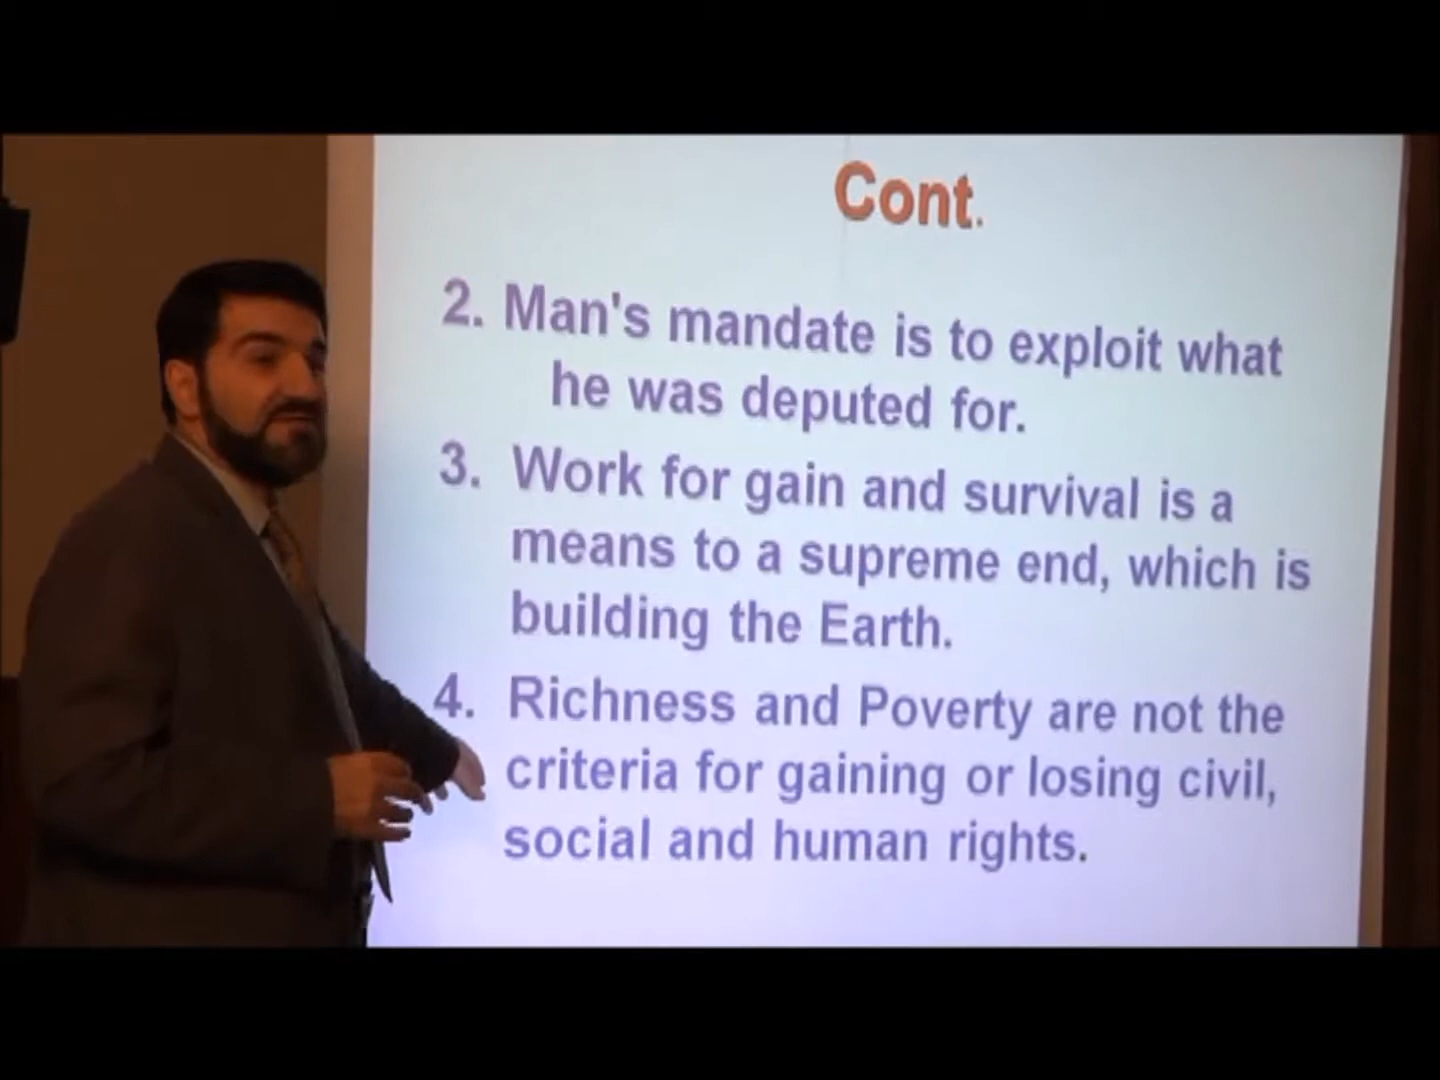 Cont.
2. Man's mandate is to exploit what
he was deputed for.
3. Work for gain and survival is a
means to a supreme end, which is
building the Earth.
4. Richness and Poverty are not the
criteria for gaining or losing civil,
social and human rights.